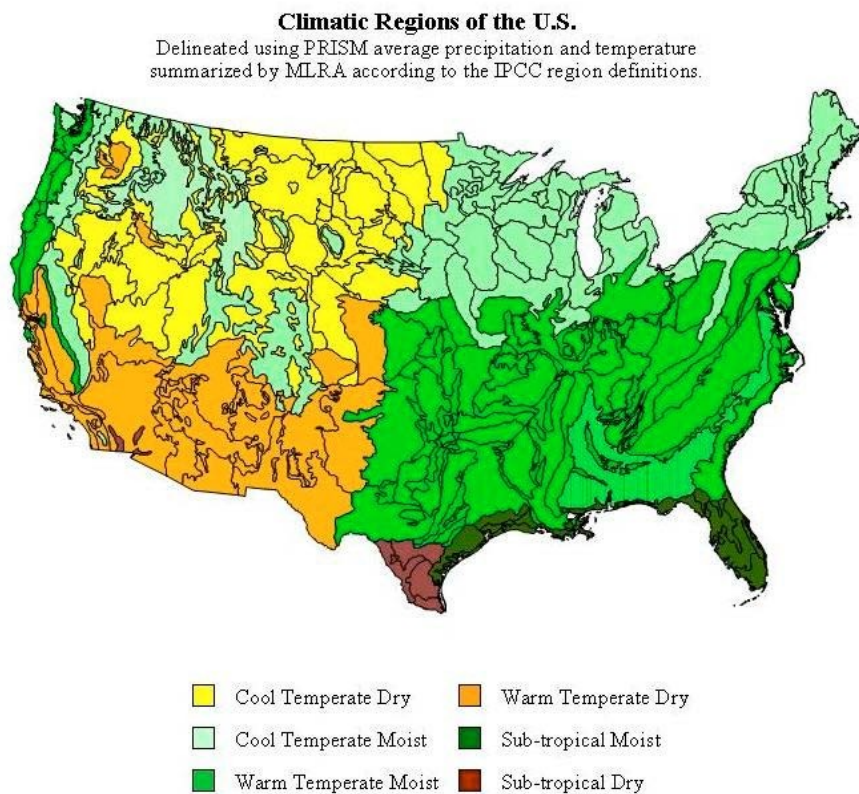 Climatic Regions of the U.S.
Delineated using PRISM average precipitation and temperature
summarized by MLRA according to the IPCC region definitions.
Cool Temperate Dry
Warm Temperate Dry
Cool Temperate Moist
Sub-tropical Moist
Warm Temperate Moist
Sub-tropical Dry